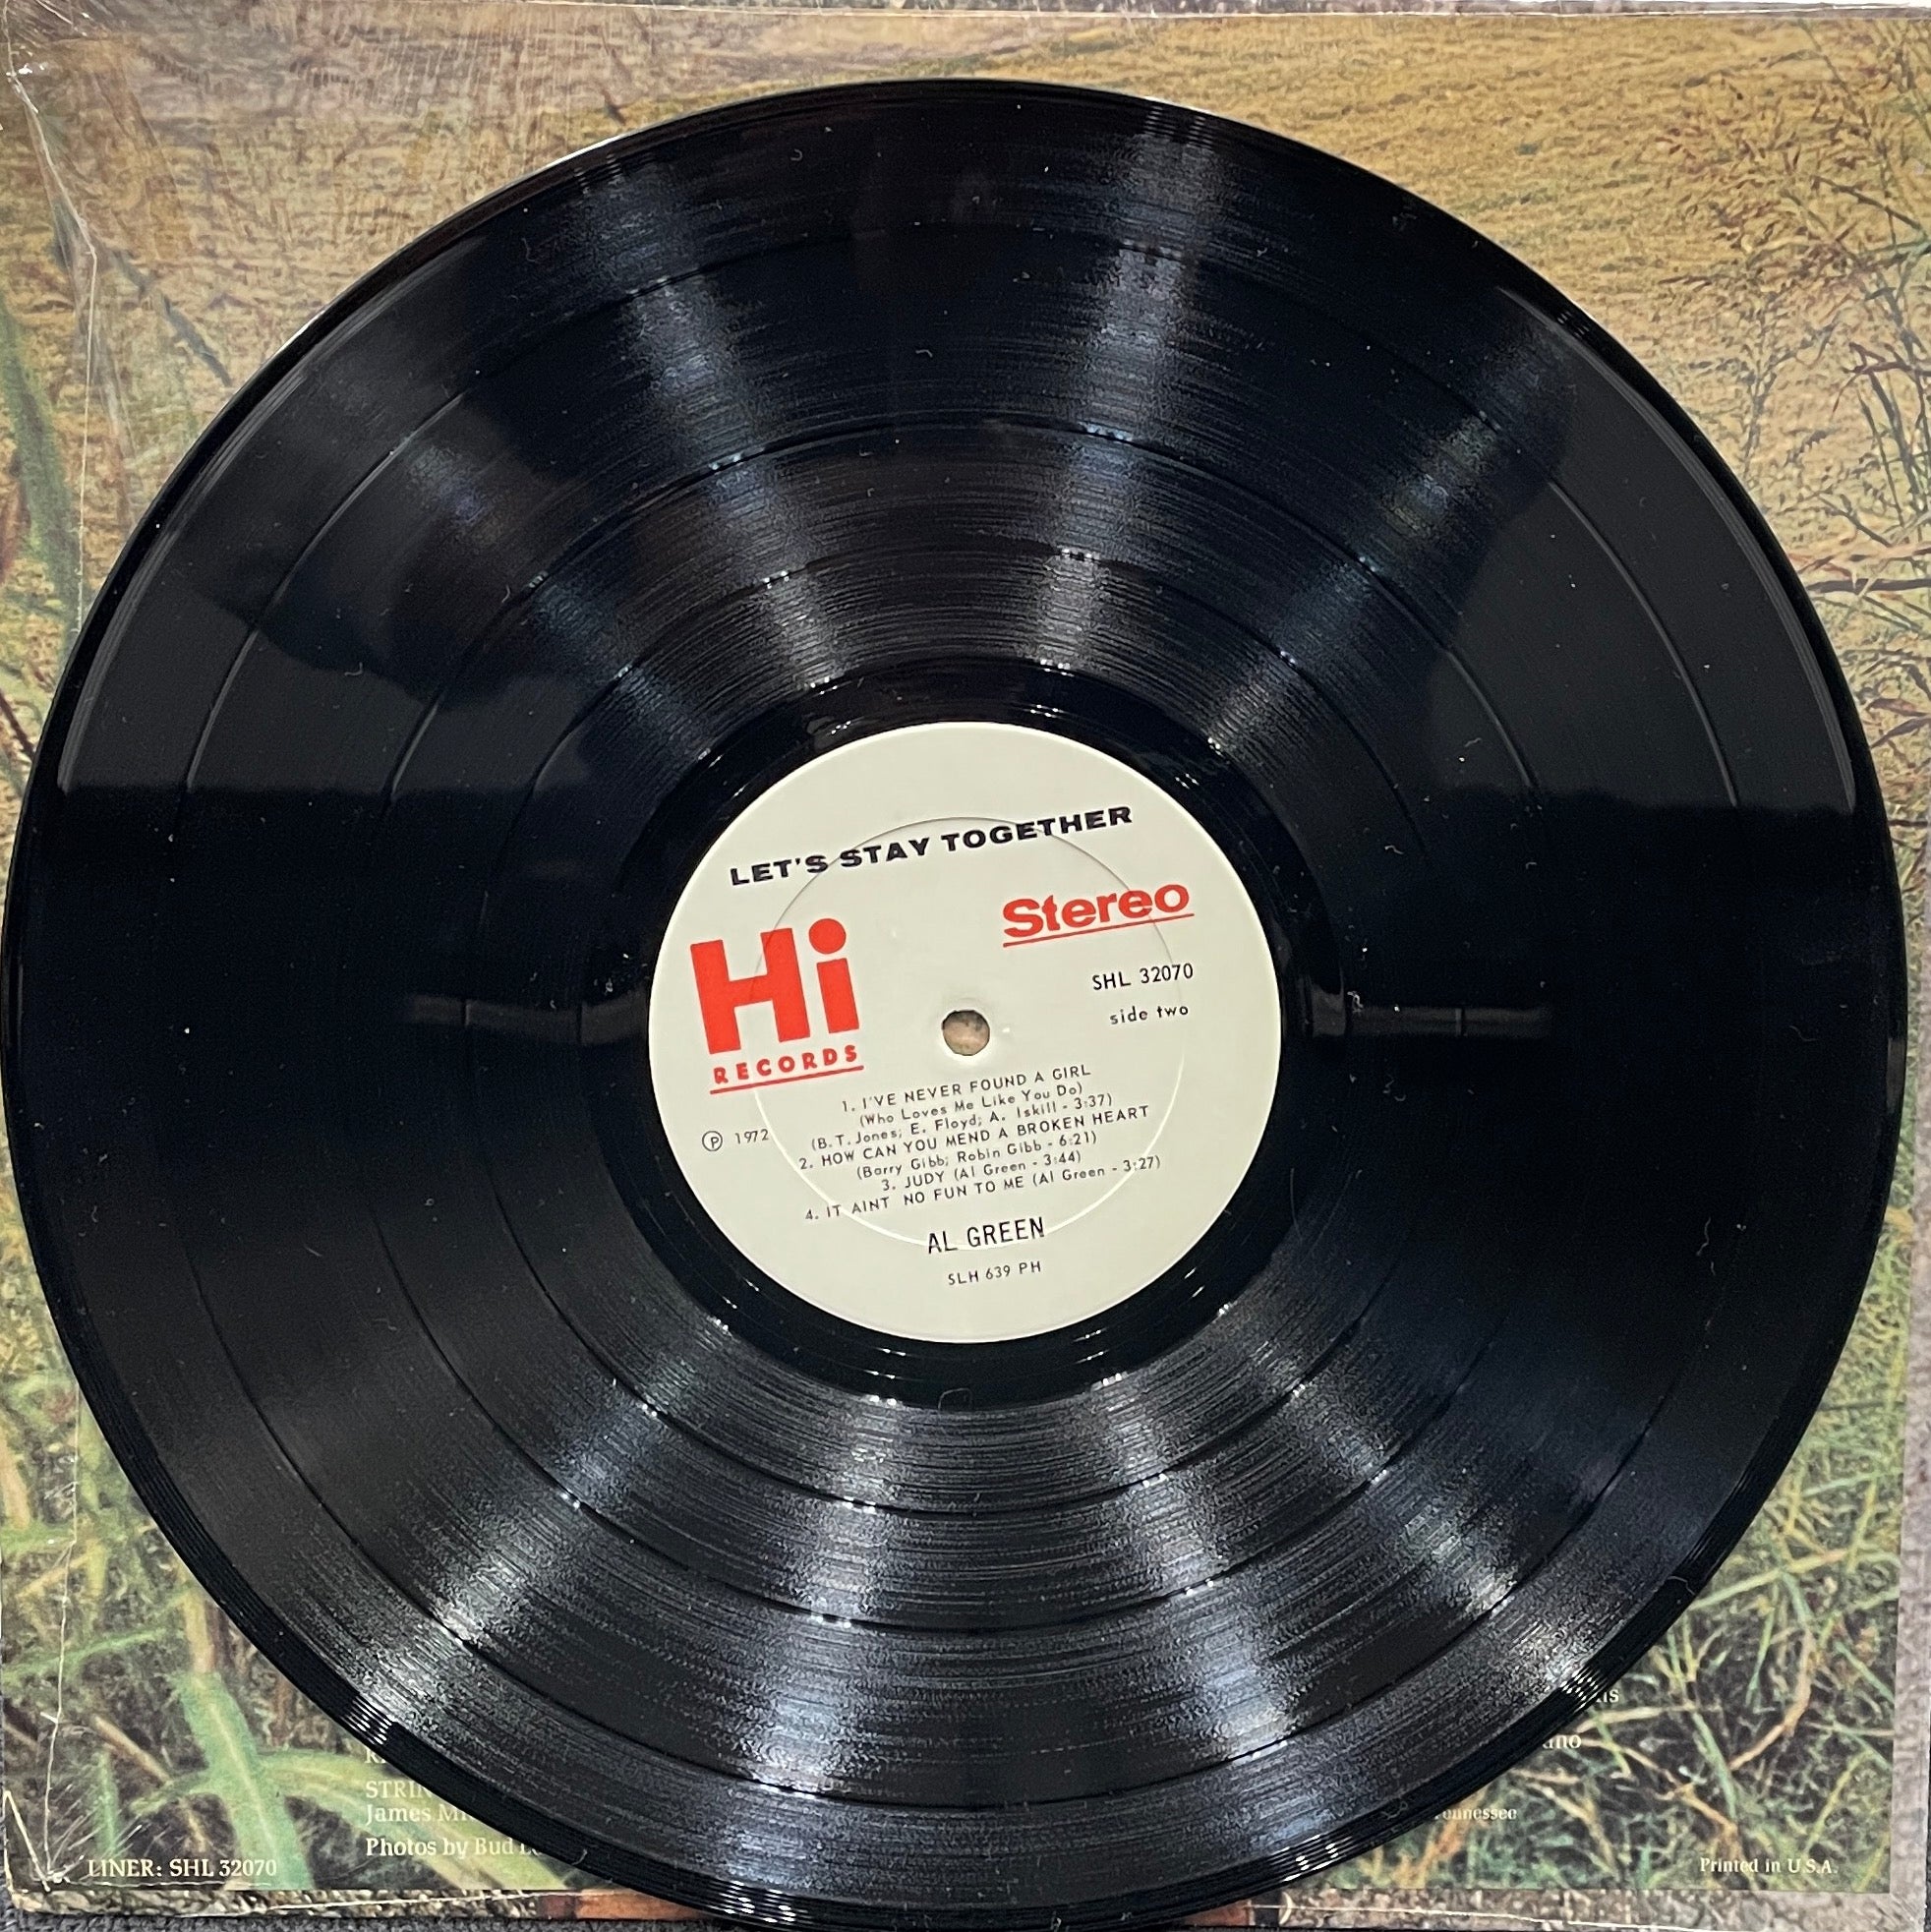 LET'S STAY TOGETHER
Hi
RECORDS
Stereo
SHL 32070
side two
1. I'VE NEVER FOUND A GIRL
(Who Loves Me Like You Do)
(B. T. Jones; E. Floyd; A. Iskill - 3:37)
2. HOW CAN YOU MEND A BROKEN HEART
(Barry Gibb; Robin Gibb - 6:21)
3. JUDY (Al Green - 3:44)
4. IT AINT NO FUN TO ME (Al Green - 3:27)
℗ 1972
AL GREEN
SLH 639 PH
James
Photos by Bud
LINER: SHL 32070
Printed in U.S.A.